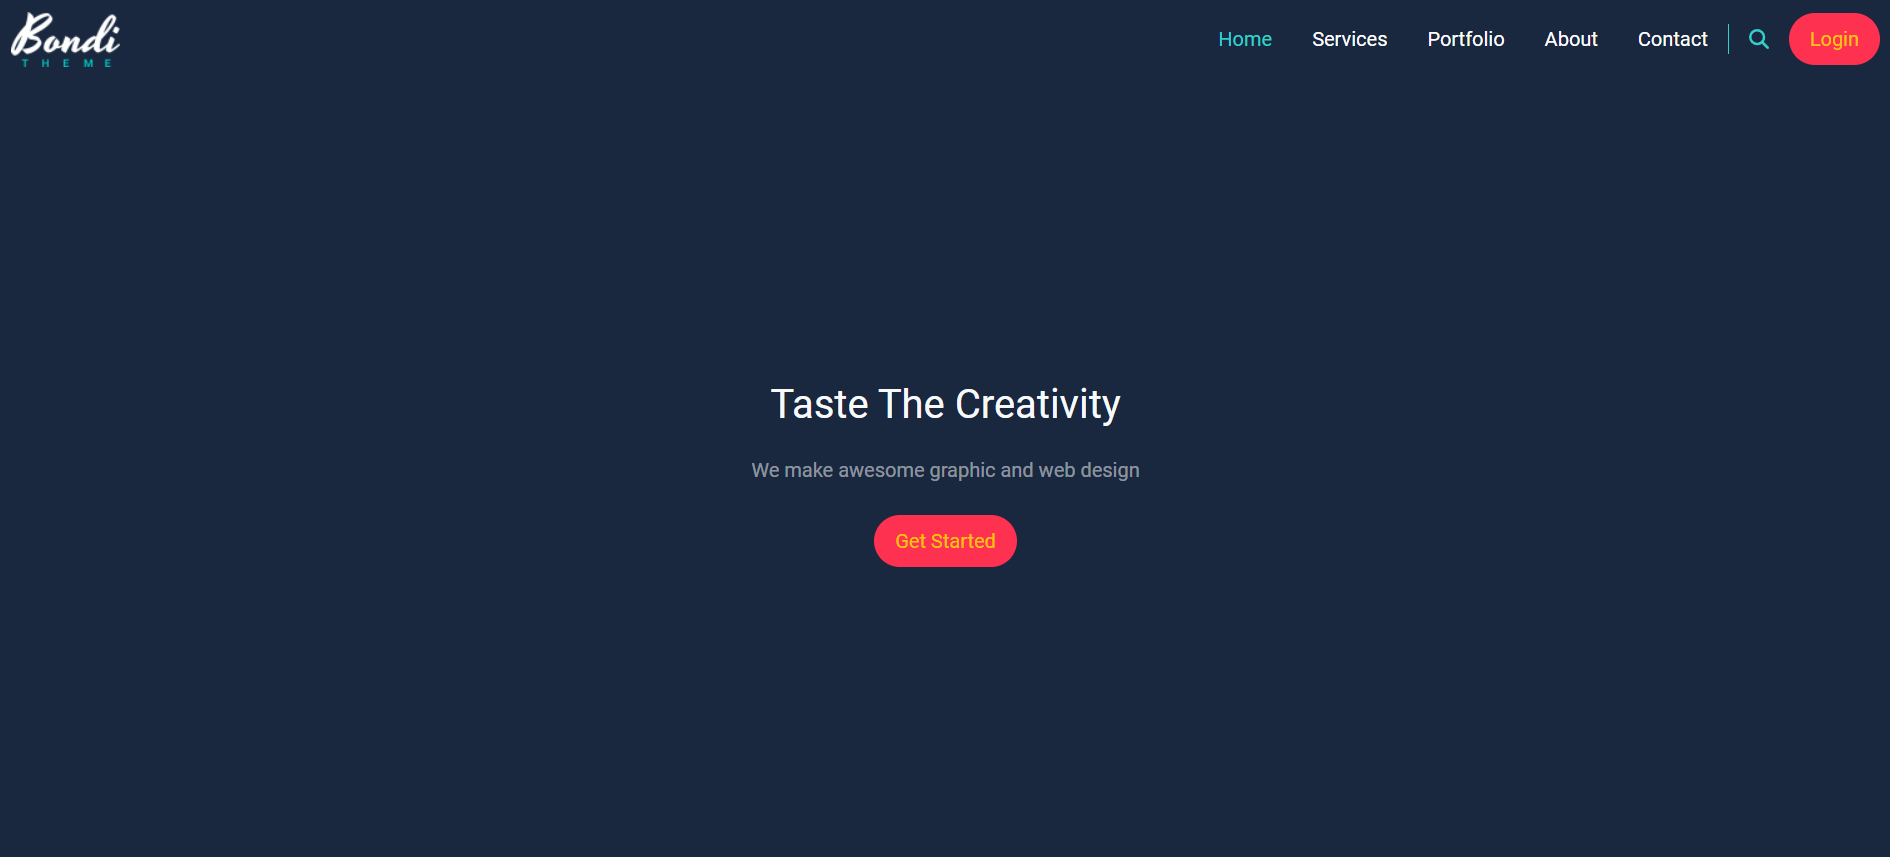 Bondi
THEME
Home Services Portfolio About Contact Login
Taste The Creativity
We make awesome graphic and web design
Get Started